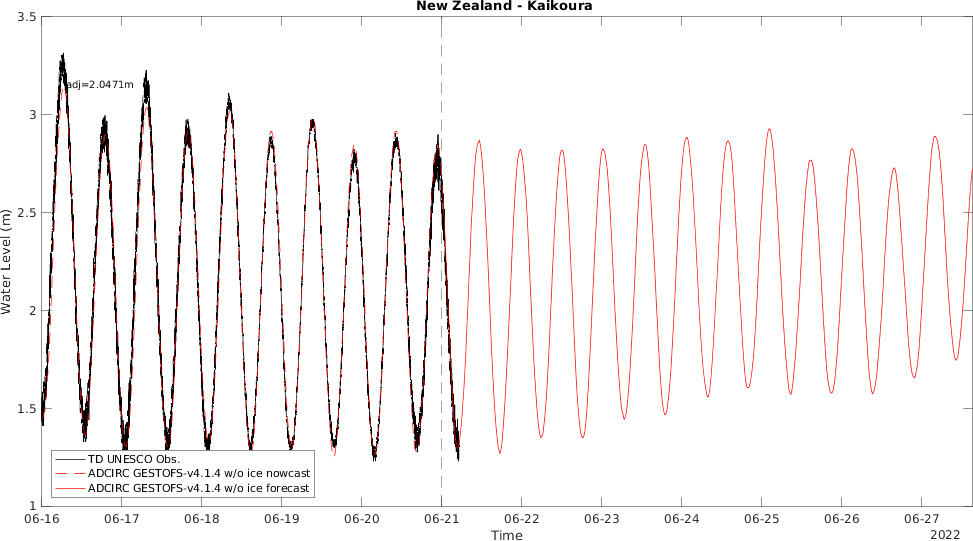 New Zealand - Kaikoura
3.5
adj=2.0471m
3
2.5
Water Level (m)
2
1.5
TD UNESCO Obs.
ADCIRC GESTOFS-v4.1.4 w/o ice nowcast
ADCIRC GESTOFS-v4.1.4 w/o ice forecast
1
06-16 06-17 06-18 06-19 06-20 06-21 06-22 06-23 06-24 06-25 06-26 06-27
Time
2022